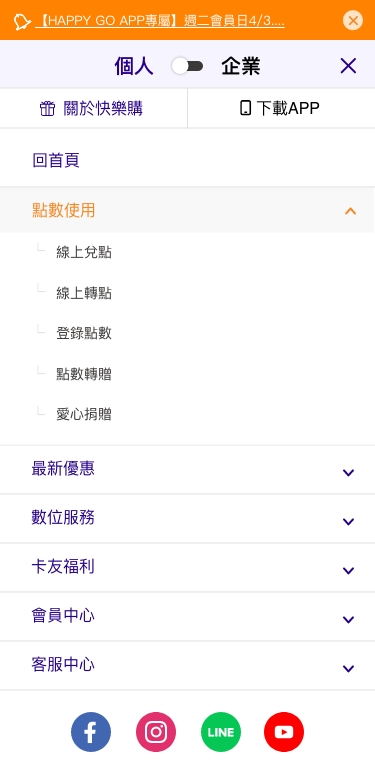 【HAPPY GO APP專屬】週二會員日4/3....
個人 企業
關於快樂購 下載APP
回首頁
點數使用
線上兌點
線上轉點
登錄點數
點數轉贈
愛心捐贈
最新優惠
數位服務
卡友福利
會員中心
客服中心
LINE